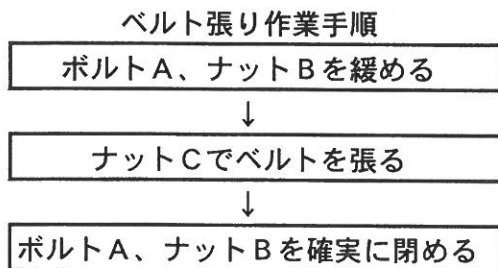 ベルト張り作業手順
ボルトA、ナットBを緩める
↓
ナットCでベルトを張る
↓
ボルトA、ナットBを確実に閉める